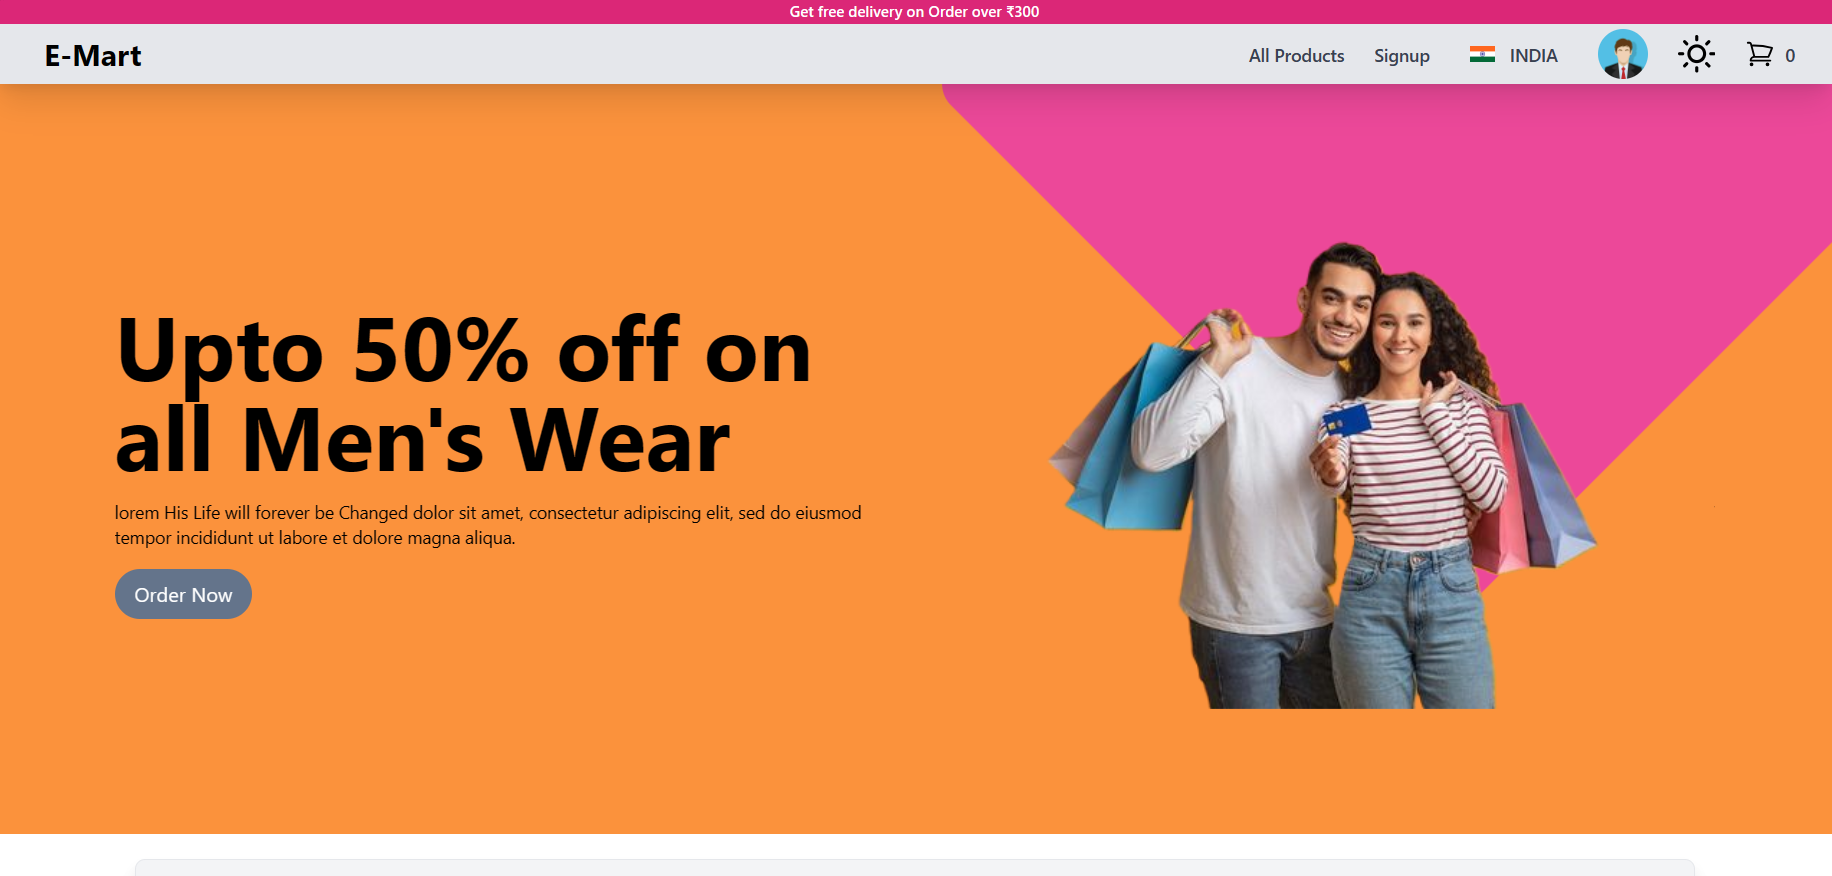 Get free delivery on Order over ₹300
E-Mart
All Products
Signup
INDIA
0
Upto 50% off on
all Men's Wear
lorem His Life will forever be Changed dolor sit amet, consectetur adipiscing elit, sed do eiusmod
tempor incididunt ut labore et dolore magna aliqua.
Order Now